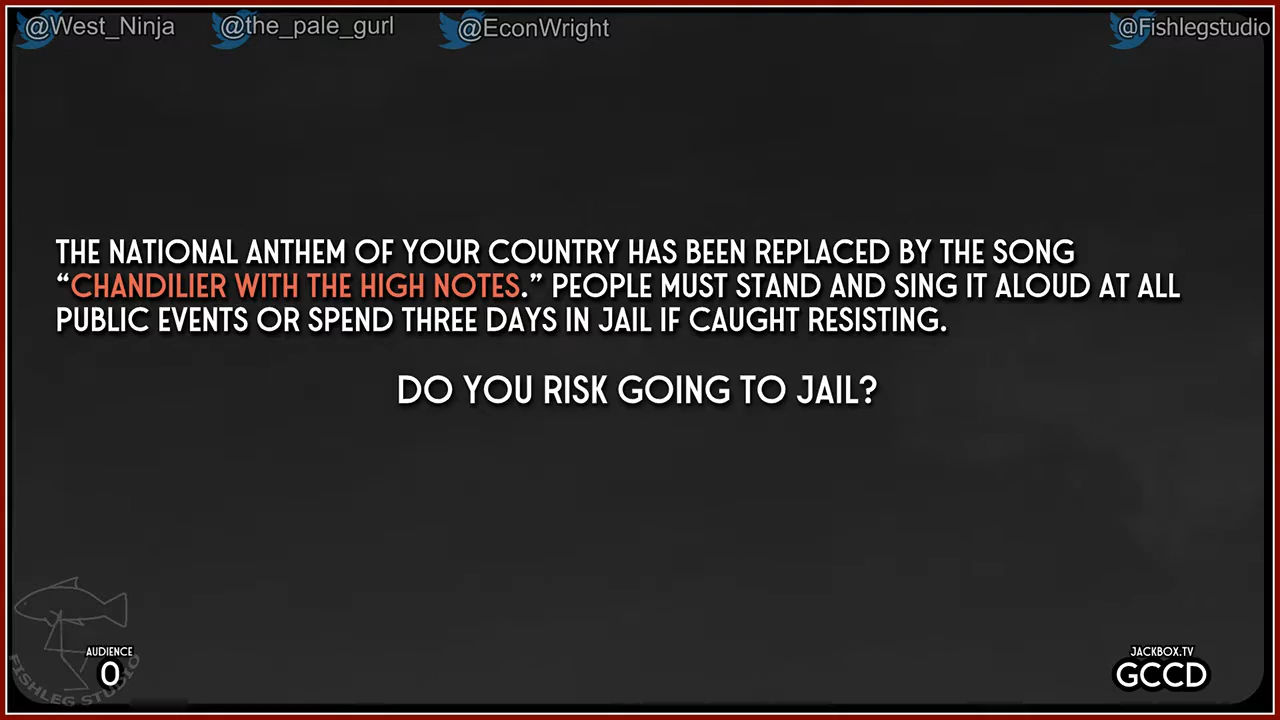 @West_Ninja @the_pale_gurl @EconWright @Fishlegstudio
THE NATIONAL ANTHEM OF YOUR COUNTRY HAS BEEN REPLACED BY THE SONG
“CHANDILIER WITH THE HIGH NOTES.” PEOPLE MUST STAND AND SING IT ALOUD AT ALL
PUBLIC EVENTS OR SPEND THREE DAYS IN JAIL IF CAUGHT RESISTING.
DO YOU RISK GOING TO JAIL?
AUDIENCE
0
FISHLEG STUDIO
JACKBOX.TV
GCCD